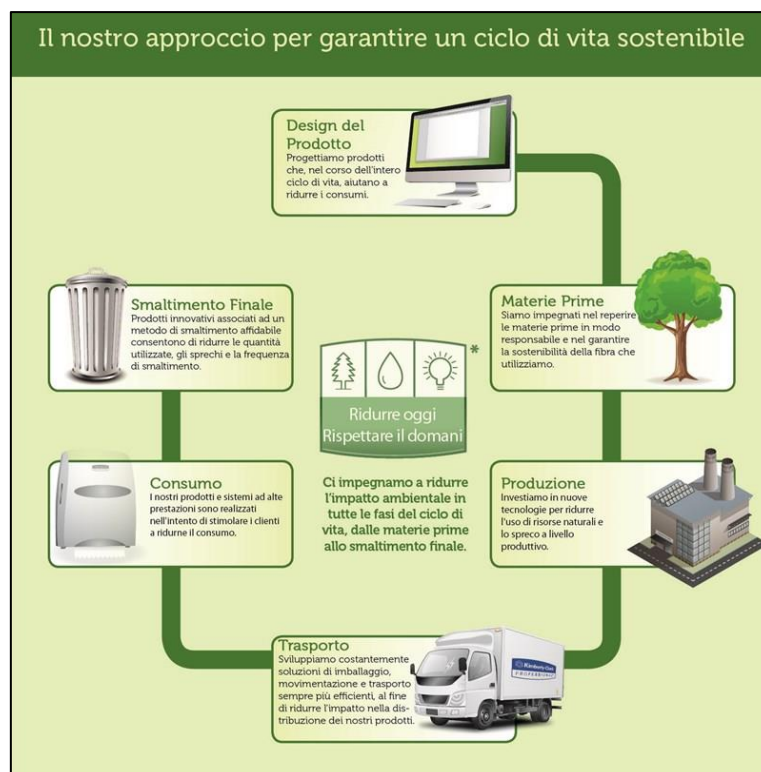 Il nostro approccio per garantire un ciclo di vita sostenibile
Design del
Prodotto
Progettiamo prodotti
che, nel corso dell'intero
ciclo di vita, aiutano a
ridurre i consumi.
Smaltimento Finale
Prodotti innovativi associati ad un
metodo di smaltimento affidabile
consentono di ridurre le quantità
utilizzate, gli sprechi e la frequenza
di smaltimento.
Materie Prime
Siamo impegnati nel reperire
le materie prime in modo
responsabile e nel garantire
la sostenibilità della fibra che
utilizziamo.
*
Ridurre oggi
Rispettare il domani
Ci impegnamo a ridurre
l'impatto ambientale in
tutte le fasi del ciclo di
vita, dalle materie prime
allo smaltimento finale.
Consumo
I nostri prodotti e sistemi ad alte
prestazioni sono realizzati
nell'intento di stimolare i clienti
a ridurne il consumo.
Produzione
Investiamo in nuove
tecnologie per ridurre
l'uso di risorse naturali e
lo spreco a livello
produttivo.
Trasporto
Sviluppiamo costantemente
soluzioni di imballaggio,
movimentazione e trasporto
sempre più efficienti, al fine
di ridurre l'impatto nella dis-
tribuzione dei nostri prodotti.
Kimberly-Clark
PROFESSIONAL